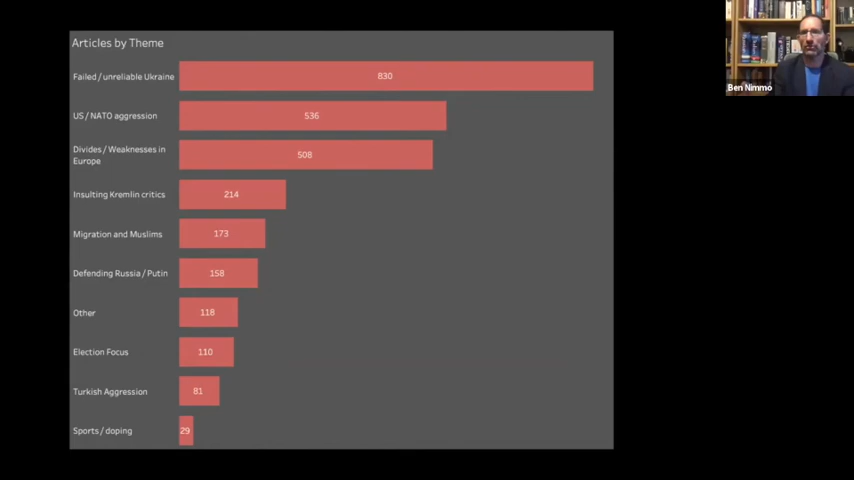 Articles by Theme
Failed / unreliable Ukraine 830
US / NATO aggression 536
Divides / Weaknesses in
Europe 508
Insulting Kremlin critics 214
Migration and Muslims 173
Defending Russia / Putin 158
Other 118
Election Focus 110
Turkish Aggression 81
Sports / doping 29
Ben Nimmo